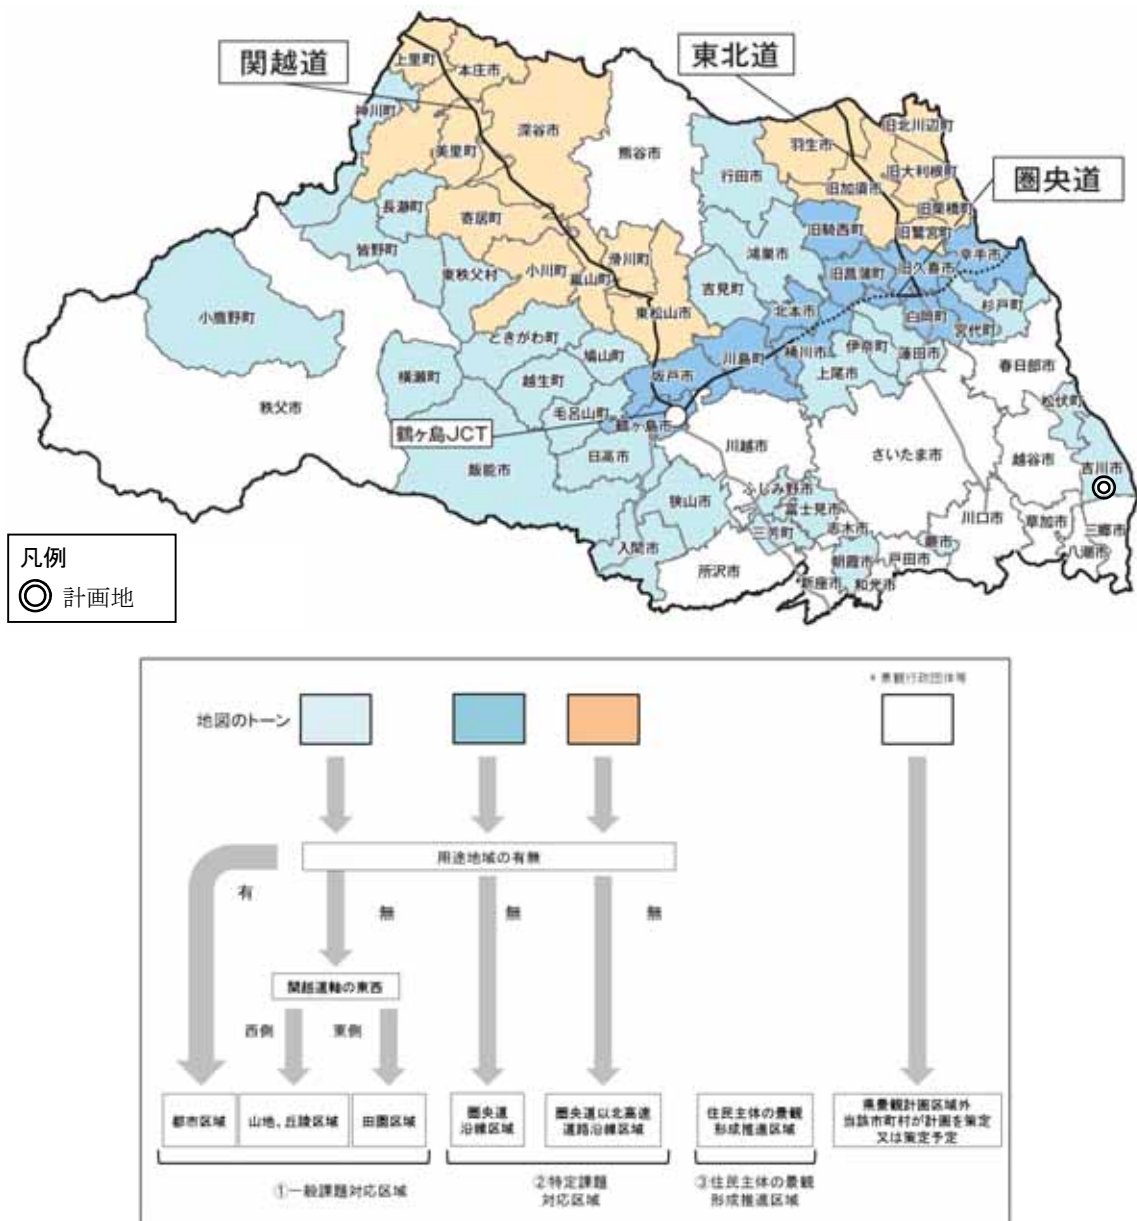 関越道
東北道
圏央道
上里町
本庄市
神川町
深谷市
美里町
熊谷市
行田市
羽生市
旧北川辺町
旧大利根町
旧加須市
旧栗橋町
旧鷲宮町
長瀞町
寄居町
皆野町
東秩父村
小川町
嵐山町
滑川町
吉見町
鴻巣市
旧騎西町
旧菖蒲町
旧久喜市
幸手市
杉戸町
小鹿野町
東松山市
北本市
白岡町
宮代町
ときがわ町
鳩山町
川島町
桶川市
伊奈町
蓮田市
横瀬町
越生町
坂戸市
上尾市
春日部市
秩父市
毛呂山町
鶴ヶ島市
松伏町
鶴ヶ島JCT
川越市
さいたま市
越谷市
吉川市
飯能市
日高市
狭山市
ふじみ野市
富士見市
川口市
草加市
三郷市
入間市
三芳町
志木市
蕨市
戸田市
八潮市
所沢市
朝霞市
新座市
和光市
凡例
計画地
* 景観行政団体等
地図のトーン
用途地域の有無
有
無
無
無
関越道軸の東西
西側
東側
都市区域
山地、丘陵区域
田園区域
圏央道
沿線区域
圏央道以北高速
道路沿線区域
住民主体の景観
形成推進区域
県景観計画区域外
当該市町村が計画を策定
又は策定予定
①一般課題対応区域
②特定課題
対応区域
③住民主体の景観
形成推進区域